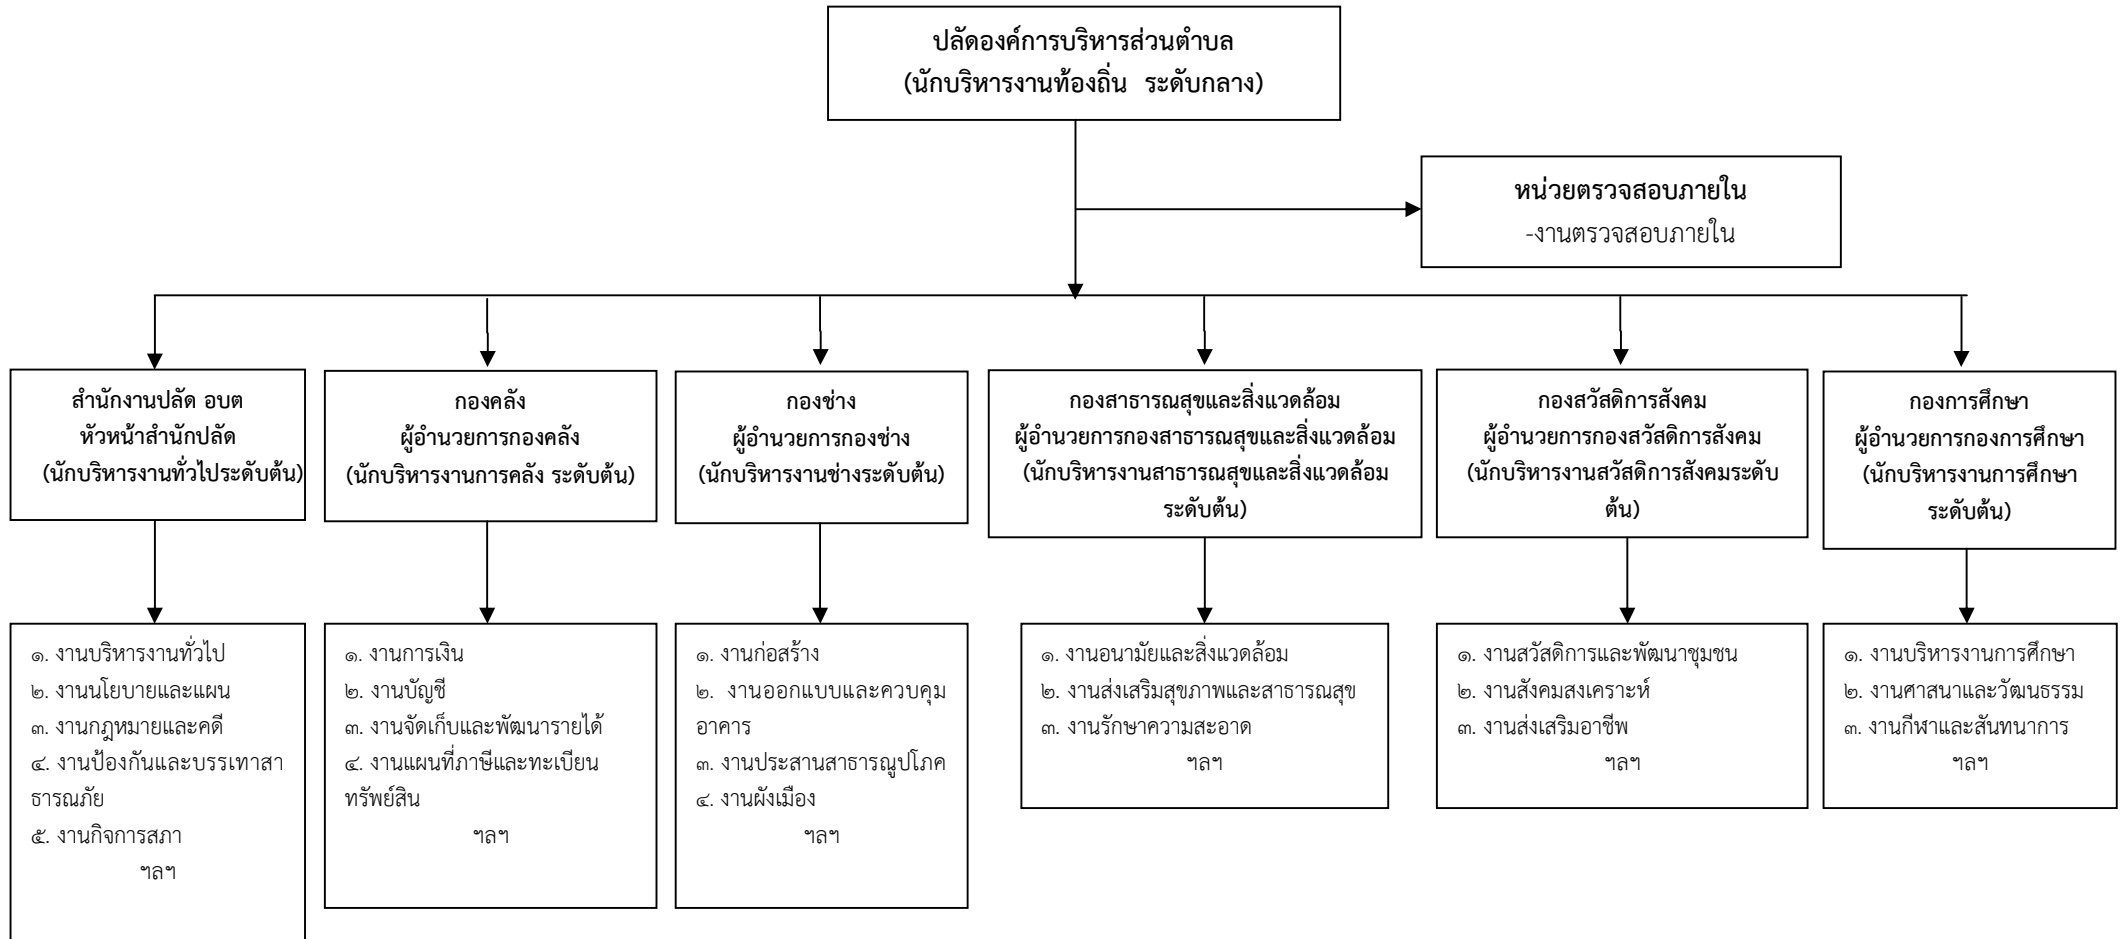 ปลัดองค์การบริหารส่วนตำบล
(นักบริหารงานท้องถิ่น ระดับกลาง)
หน่วยตรวจสอบภายใน
-งานตรวจสอบภายใน
สำนักงานปลัด อบต
หัวหน้าสำนักปลัด
(นักบริหารงานทั่วไประดับต้น)
กองคลัง
ผู้อำนวยการกองคลัง
(นักบริหารงานการคลัง ระดับต้น)
กองช่าง
ผู้อำนวยการกองช่าง
(นักบริหารงานช่างระดับต้น)
กองสาธารณสุขและสิ่งแวดล้อม
ผู้อำนวยการกองสาธารณสุขและสิ่งแวดล้อม
(นักบริหารงานสาธารณสุขและสิ่งแวดล้อม
ระดับต้น)
กองสวัสดิการสังคม
ผู้อำนวยการกองสวัสดิการสังคม
(นักบริหารงานสวัสดิการสังคมระดับ
ต้น)
กองการศึกษา
ผู้อำนวยการกองการศึกษา
(นักบริหารงานการศึกษา
ระดับต้น)
๑. งานบริหารงานทั่วไป
๒. งานนโยบายและแผน
๓. งานกฎหมายและคดี
๔. งานป้องกันและบรรเทาสา
ธารณภัย
๕. งานกิจการสภา
ฯลฯ
๑. งานการเงิน
๒. งานบัญชี
๓. งานจัดเก็บและพัฒนารายได้
๔. งานแผนที่ภาษีและทะเบียน
ทรัพย์สิน
ฯลฯ
๑. งานก่อสร้าง
๒. งานออกแบบและควบคุม
อาคาร
๓. งานประสานสาธารณูปโภค
๔. งานผังเมือง
ฯลฯ
๑. งานอนามัยและสิ่งแวดล้อม
๒. งานส่งเสริมสุขภาพและสาธารณสุข
๓. งานรักษาความสะอาด
ฯลฯ
๑. งานสวัสดิการและพัฒนาชุมชน
๒. งานสังคมสงเคราะห์
๓. งานส่งเสริมอาชีพ
ฯลฯ
๑. งานบริหารงานการศึกษา
๒. งานศาสนาและวัฒนธรรม
๓. งานกีฬาและสันทนาการ
ฯลฯ